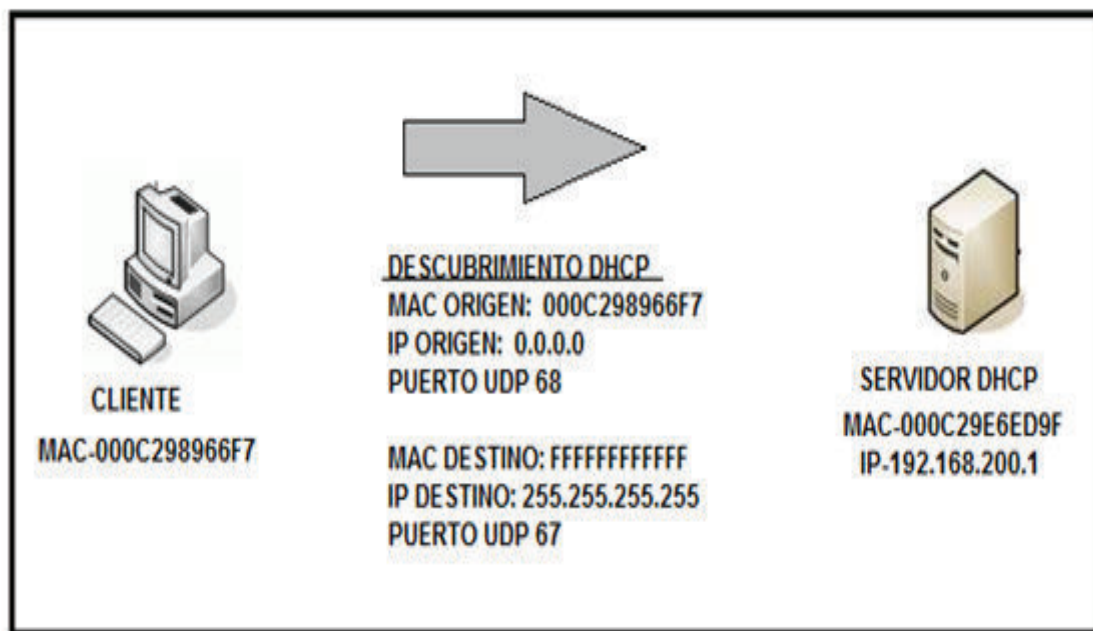 DESCUBRIMIENTO DHCP
MAC ORIGEN: 000C298966F7
IP ORIGEN: 0.0.0.0
PUERTO UDP 68
MAC DESTINO: FFFFFFFFFFFF
IP DESTINO: 255.255.255.255
PUERTO UDP 67
CLIENTE
MAC-000C298966F7
SERVIDOR DHCP
MAC-000C29E6ED9F
IP-192.168.200.1